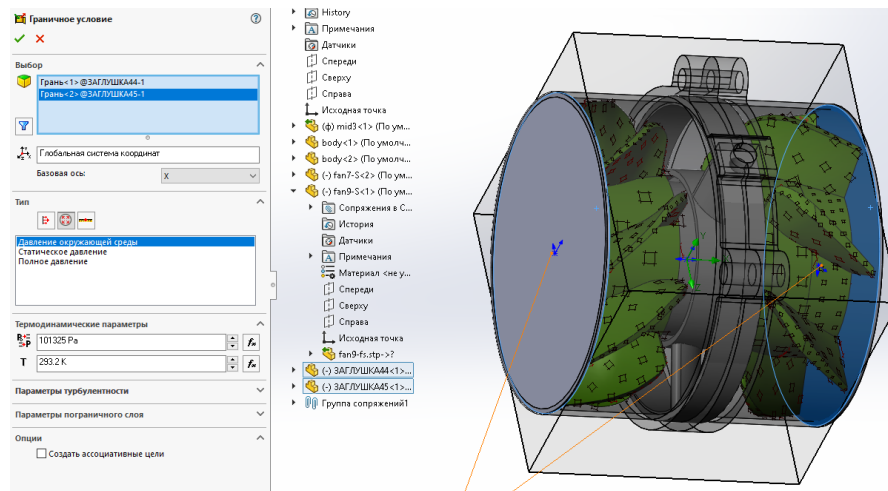 Граничное условие
Выбор
Грань<1>@ЗАГЛУШКА44-1
Грань<2>@ЗАГЛУШКА45-1
Глобальная система координат
Базовая ось:
X
Тип
Давление окружающей среды
Статическое давление
Полное давление
Термодинамические параметры
101325 Pa
T
293.2 K
Параметры турбулентности
Параметры пограничного слоя
Опции
Создать ассоциативные цели
History
Примечания
Датчики
Спереди
Сверху
Справа
Исходная точка
(ф) mid3<1> (По ум...
body<1> (По умолч...
body<2> (По умолч...
(-) fan7-S<2> (По ум...
(-) fan9-S<1> (По ум...
Сопряжения в С...
История
Датчики
Примечания
Материал <не у...
Спереди
Сверху
Справа
Исходная точка
fan9-fs.stp->?
(-) ЗАГЛУШКА44<1>...
(-) ЗАГЛУШКА45<1>...
Группа сопряжений1
Y